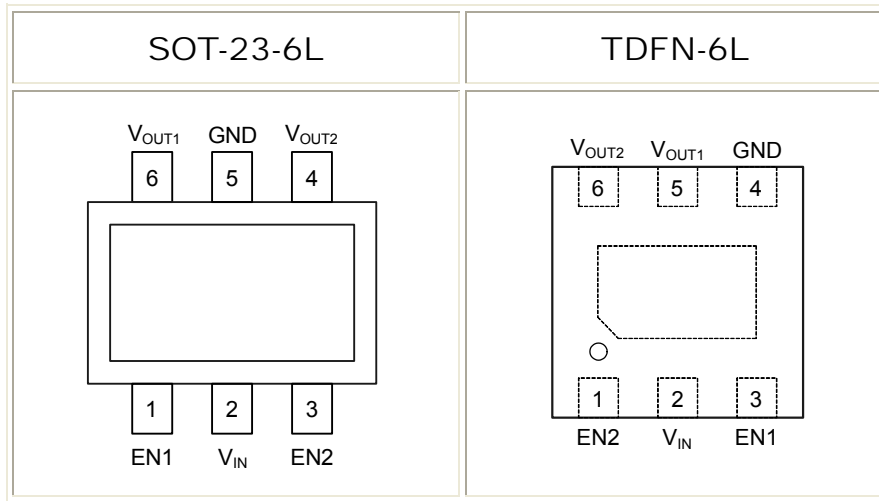 SOT-23-6L
TDFN-6L
VOUT1 GND VOUT2
6 5 4
1 2 3
EN1 VIN EN2
VOUT2 VOUT1 GND
6 5 4
1 2 3
EN2 VIN EN1